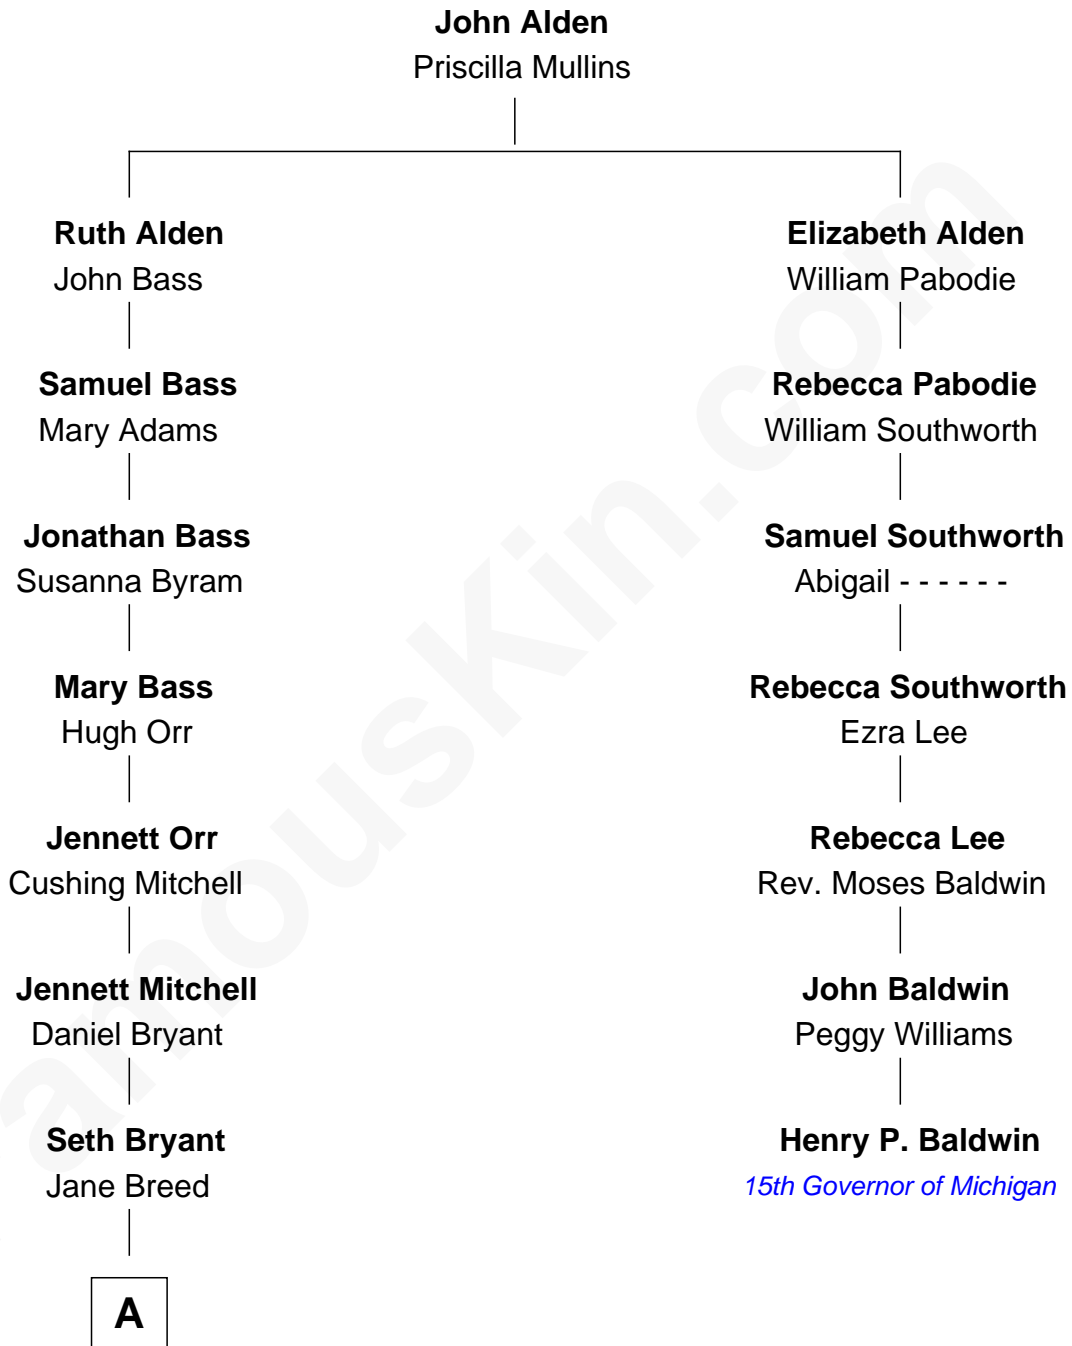 John Alden
Priscilla Mullins
Ruth Alden
John Bass
Samuel Bass
Mary Adams
Jonathan Bass
Susanna Byram
Mary Bass
Hugh Orr
Jennett Orr
Cushing Mitchell
Jennett Mitchell
Daniel Bryant
Seth Bryant
Jane Breed
A
Elizabeth Alden
William Pabodie
Rebecca Pabodie
William Southworth
Samuel Southworth
Abigail - - - - - -
Rebecca Southworth
Ezra Lee
Rebecca Lee
Rev. Moses Baldwin
John Baldwin
Peggy Williams
Henry P. Baldwin
15th Governor of Michigan
amousKin.com